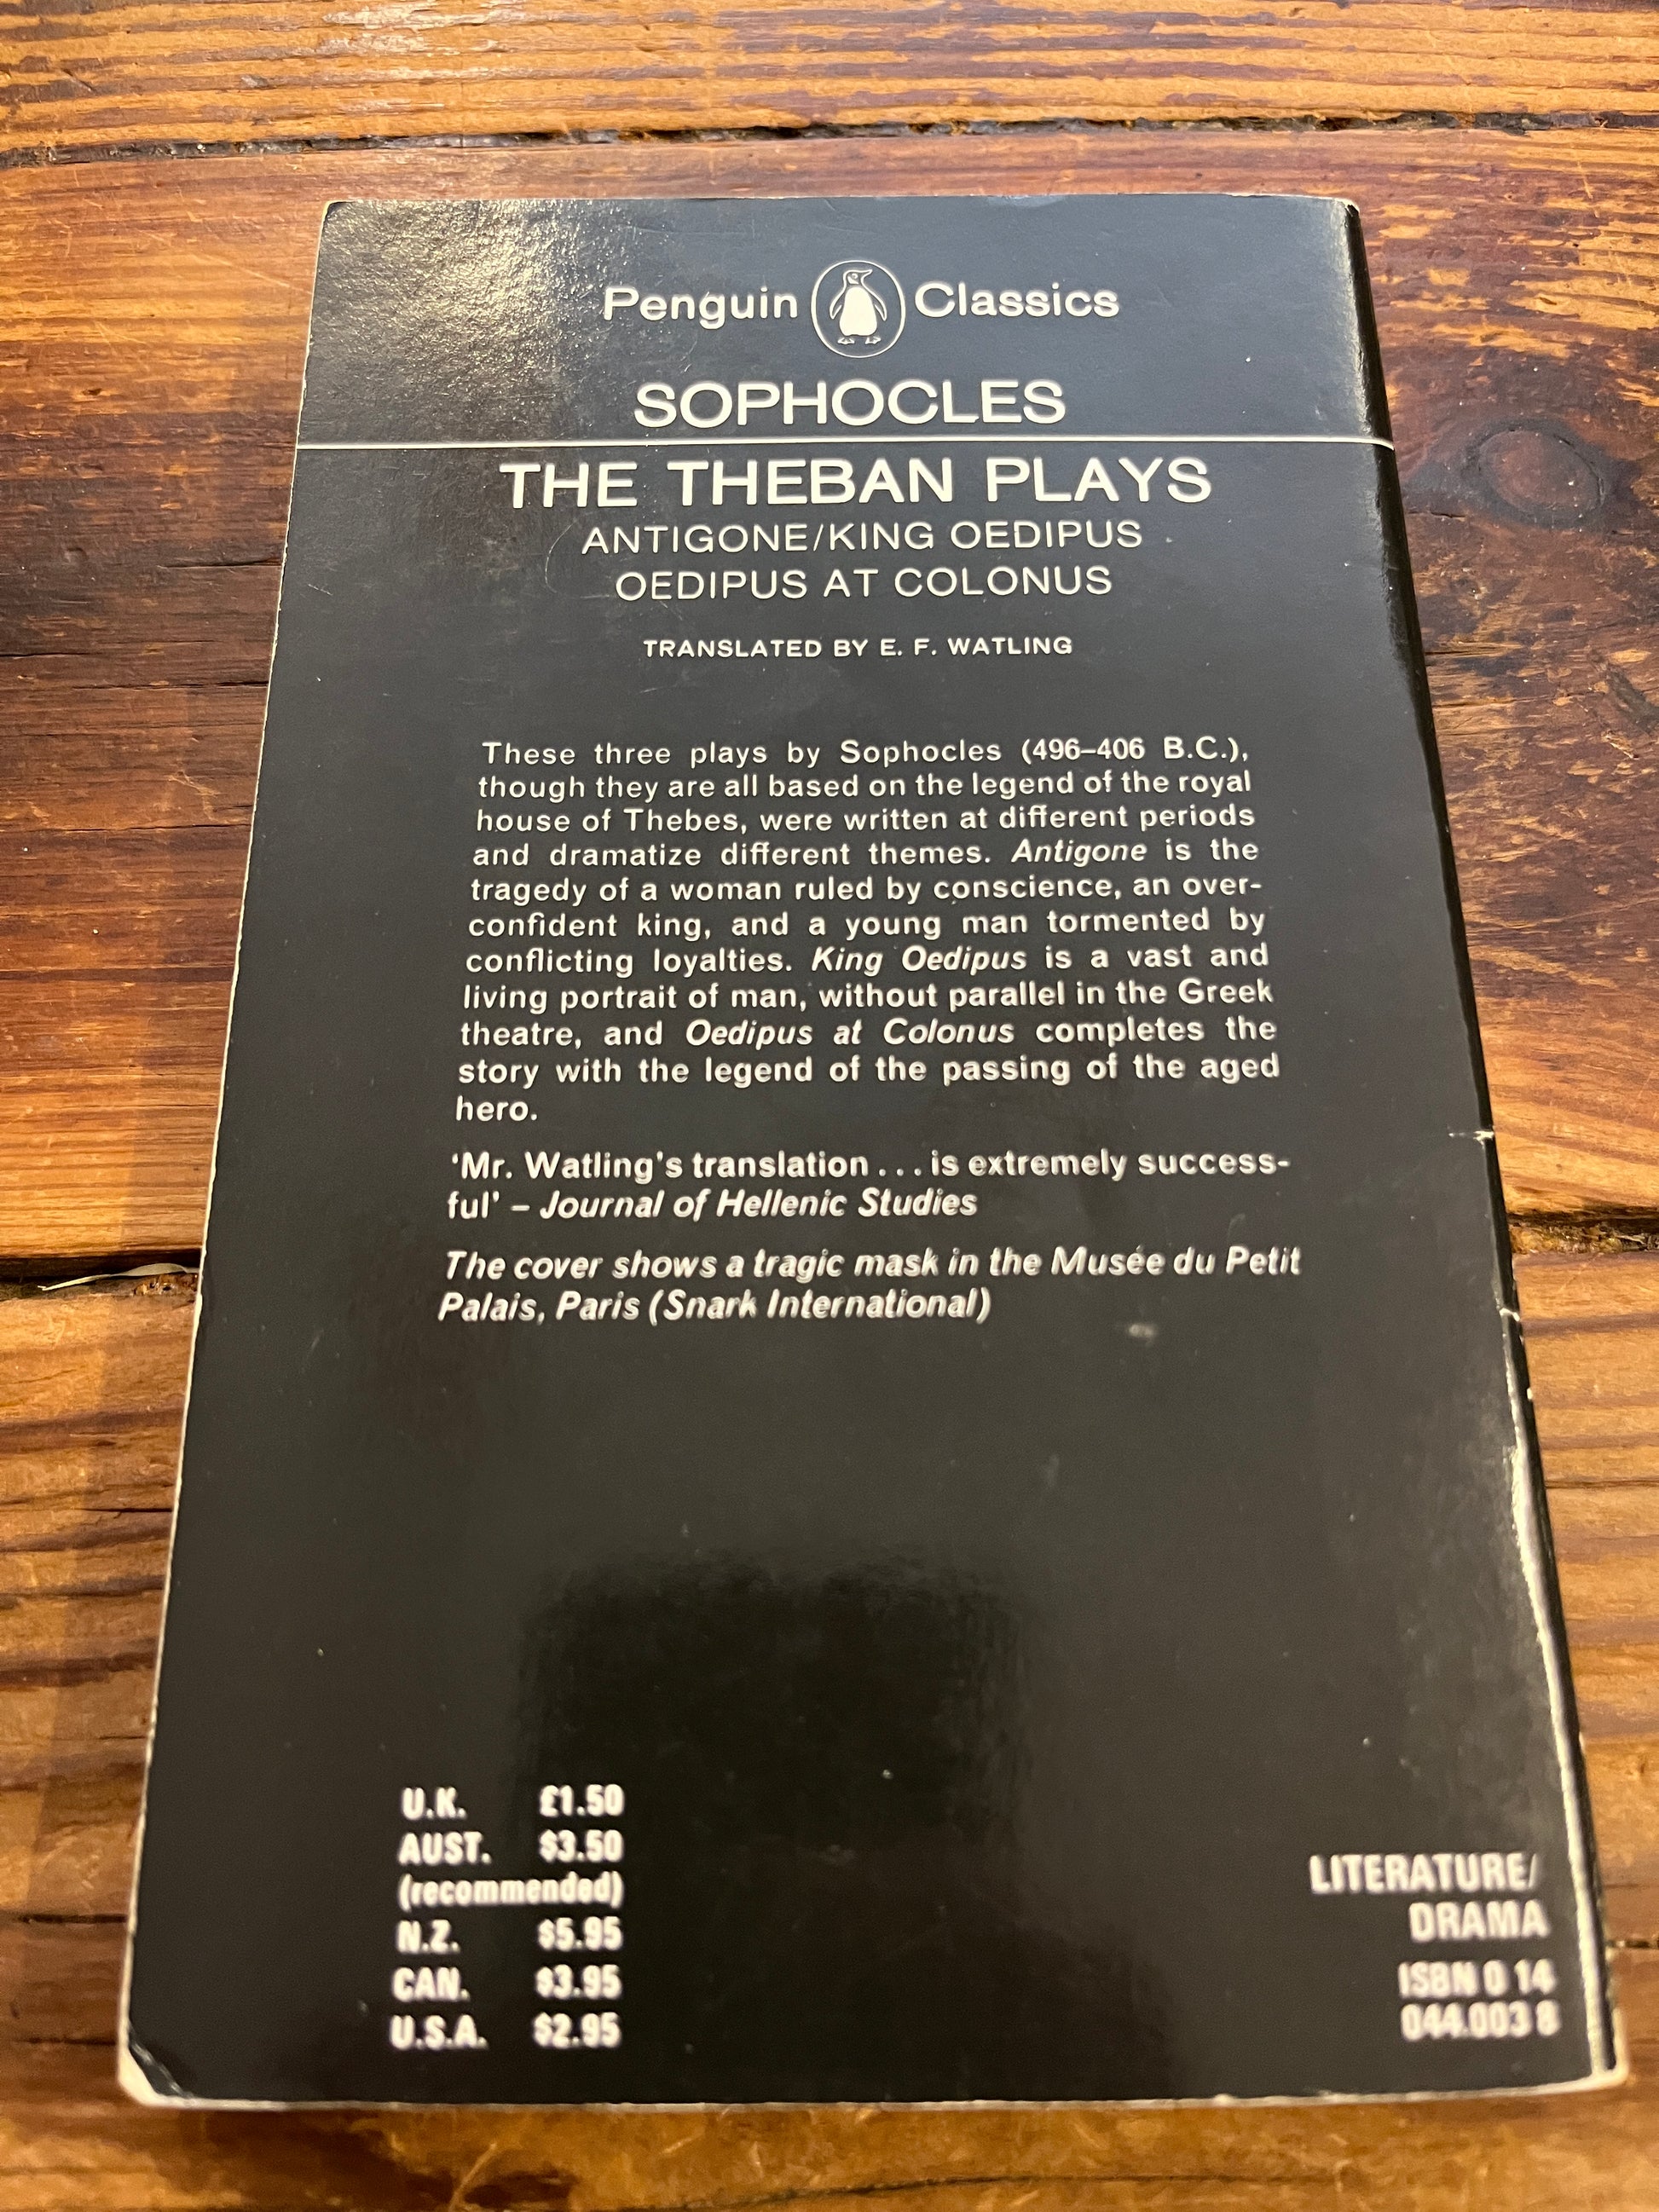 Penguin Classics
SOPHOCLES
THE THEBAN PLAYS
ANTIGONE/KING OEDIPUS
OEDIPUS AT COLONUS
TRANSLATED BY E. F. WATLING
These three plays by Sophocles (496–406 B.C.),
though they are all based on the legend of the royal
house of Thebes, were written at different periods
and dramatize different themes. Antigone is the
tragedy of a woman ruled by conscience, an over-
confident king, and a young man tormented by
conflicting loyalties. King Oedipus is a vast and
living portrait of man, without parallel in the Greek
theatre, and Oedipus at Colonus completes the
story with the legend of the passing of the aged
hero.
‘Mr. Watling's translation . . . is extremely success-
ful’ – Journal of Hellenic Studies
The cover shows a tragic mask in the Musée du Petit
Palais, Paris (Snark International)
U.K. £1.50
AUST. $3.50
(recommended)
N.Z. $5.95
CAN. $3.95
U.S.A. $2.95
LITERATURE/
DRAMA
ISBN 0 14
044.003 8